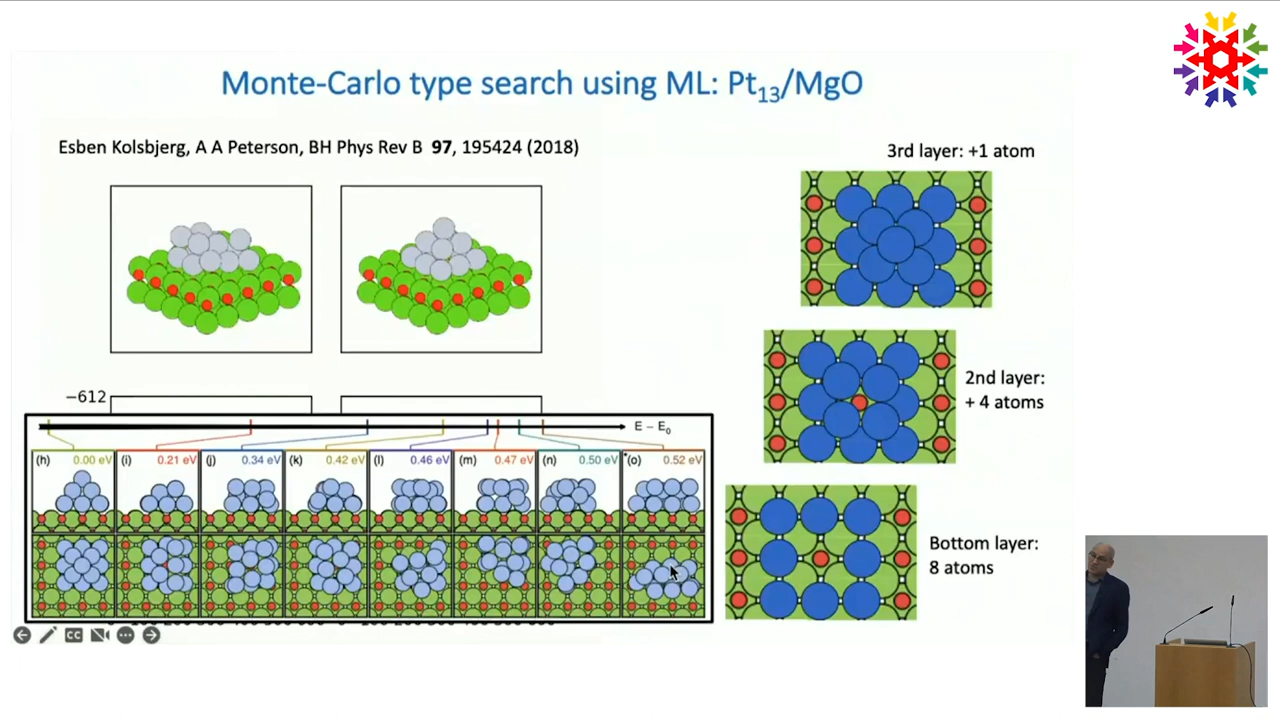 Monte-Carlo type search using ML: Pt13/MgO
Esben Kolsbjerg, A A Peterson, BH Phys Rev B 97, 195424 (2018)
3rd layer: +1 atom
2nd layer:
+ 4 atoms
Bottom layer:
8 atoms
−612
E − E0
(h) 0.00 eV
(i) 0.21 eV
(j) 0.34 eV
(k) 0.42 eV
(l) 0.46 eV
(m) 0.47 eV
(n) 0.50 eV
(o) 0.52 eV
CC